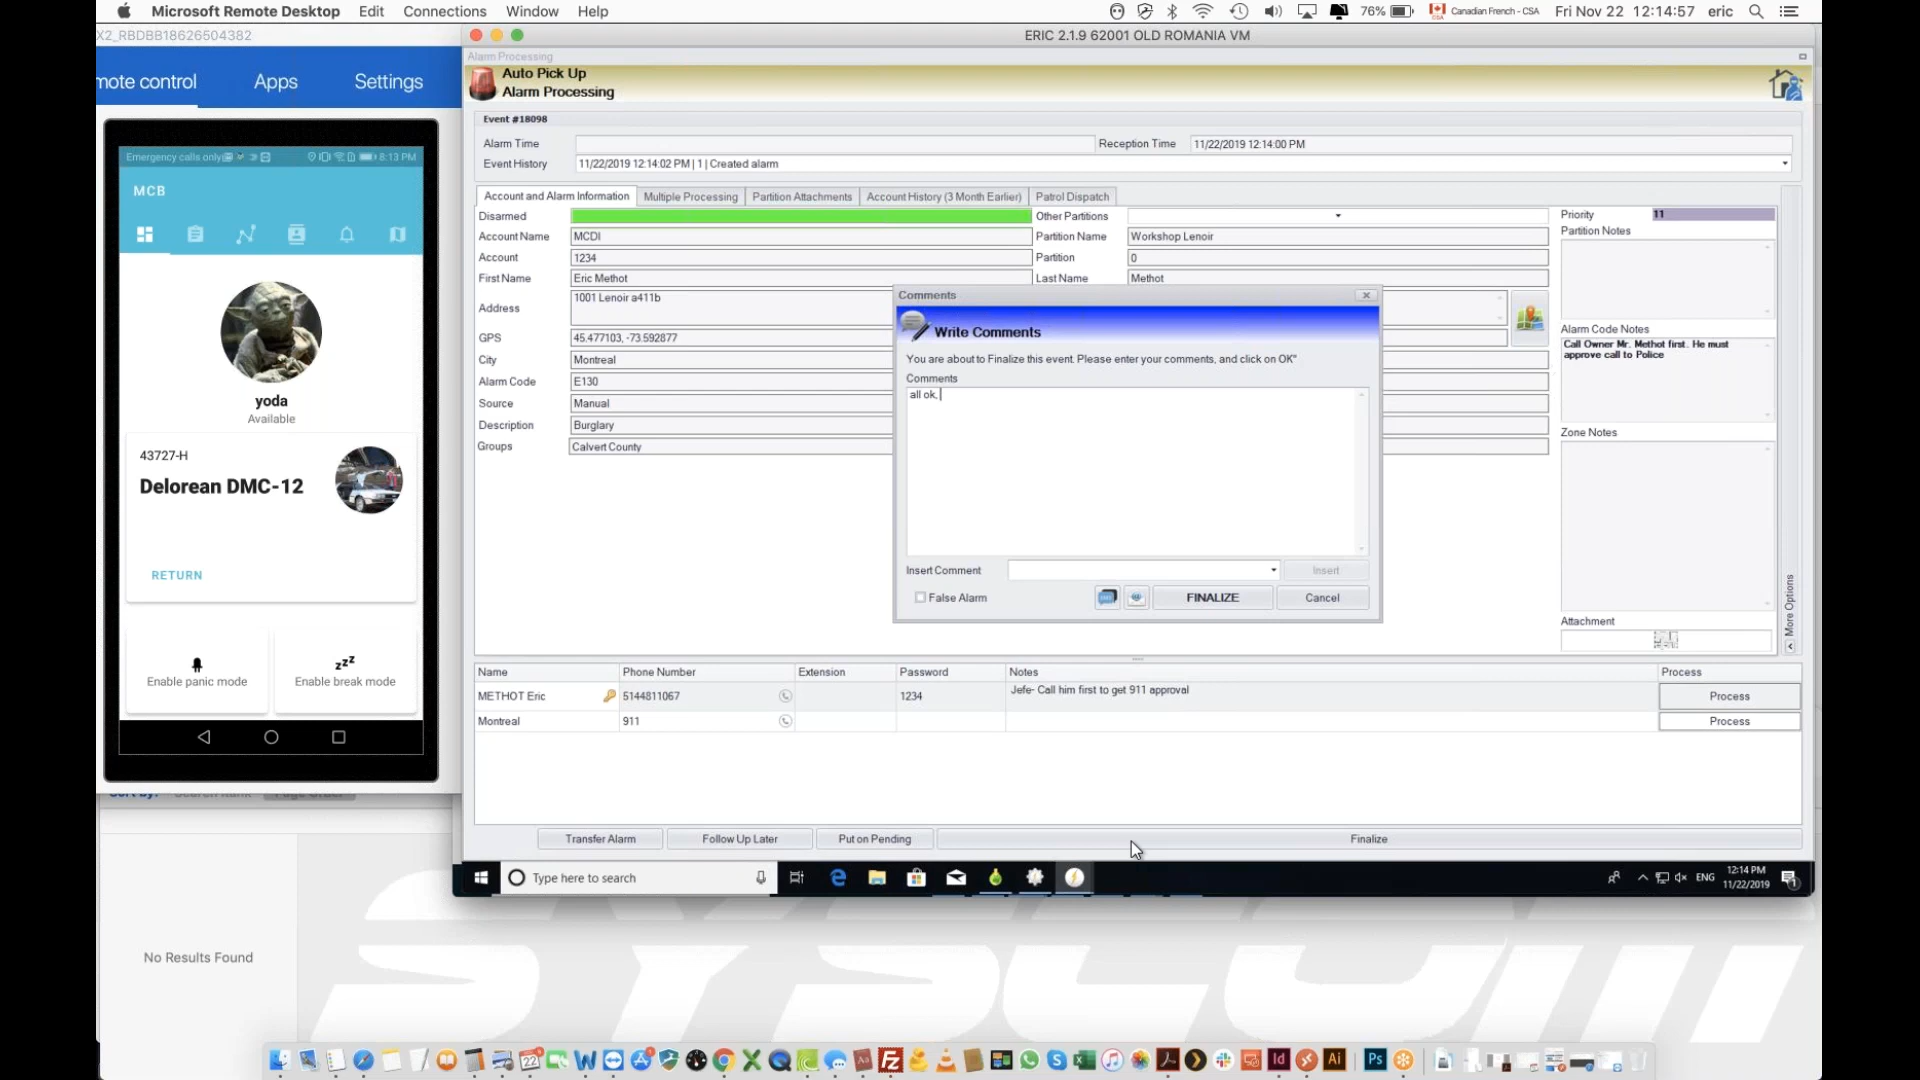 Microsoft Remote Desktop Edit Connections Window Help
76% Canadian French - CSA Fri Nov 22 12:14:57 eric
X2_RBDBB18626504382
ERIC 2.1.9 62001 OLD ROMANIA VM
mote control Apps Settings
Emergency calls only 8:13 PM
MCB
yoda
Available
43727-H
Delorean DMC-12
RETURN
zzz
Enable panic mode Enable break mode
No Results Found
Alarm Processing
Auto Pick Up
Alarm Processing
Event #18098
Alarm Time Reception Time 11/22/2019 12:14:00 PM
Event History 11/22/2019 12:14:02 PM | 1 | Created alarm
Account and Alarm Information Multiple Processing Partition Attachments Account History (3 Month Earlier) Patrol Dispatch
Disarmed Other Partitions
Account Name MCDI Partition Name Workshop Lenoir
Account 1234 Partition 0
First Name Eric Methot Last Name Methot
Address 1001 Lenoir a411b
GPS 45.477103, -73.592877
City Montreal
Alarm Code E130
Source Manual
Description Burglary
Groups Calvert County
Priority 11
Partition Notes
Alarm Code Notes
Call Owner Mr. Methot first. He must
approve call to Police
Zone Notes
Attachment
More Options
Comments
Write Comments
You are about to Finalize this event. Please enter your comments, and click on OK"
Comments
all ok,
Insert Comment Insert
False Alarm FINALIZE Cancel
Name Phone Number Extension Password Notes Process
METHOT Eric 5144811067 1234 Jefe- Call him first to get 911 approval Process
Montreal 911 Process
Transfer Alarm Follow Up Later Put on Pending Finalize
Type here to search ENG 12:14 PM
11/22/2019
SYSCOM